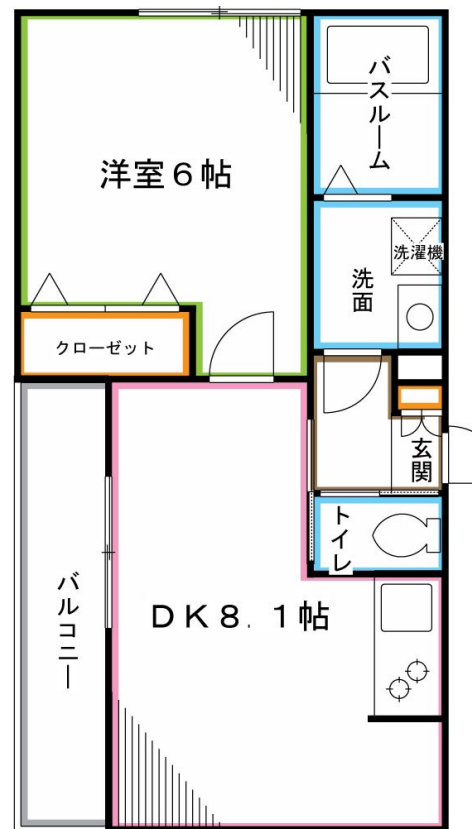 洋室6帖
バスルーム
洗濯機
洗面
クローゼット
玄関
トイレ
バルコニー
DK8.1帖